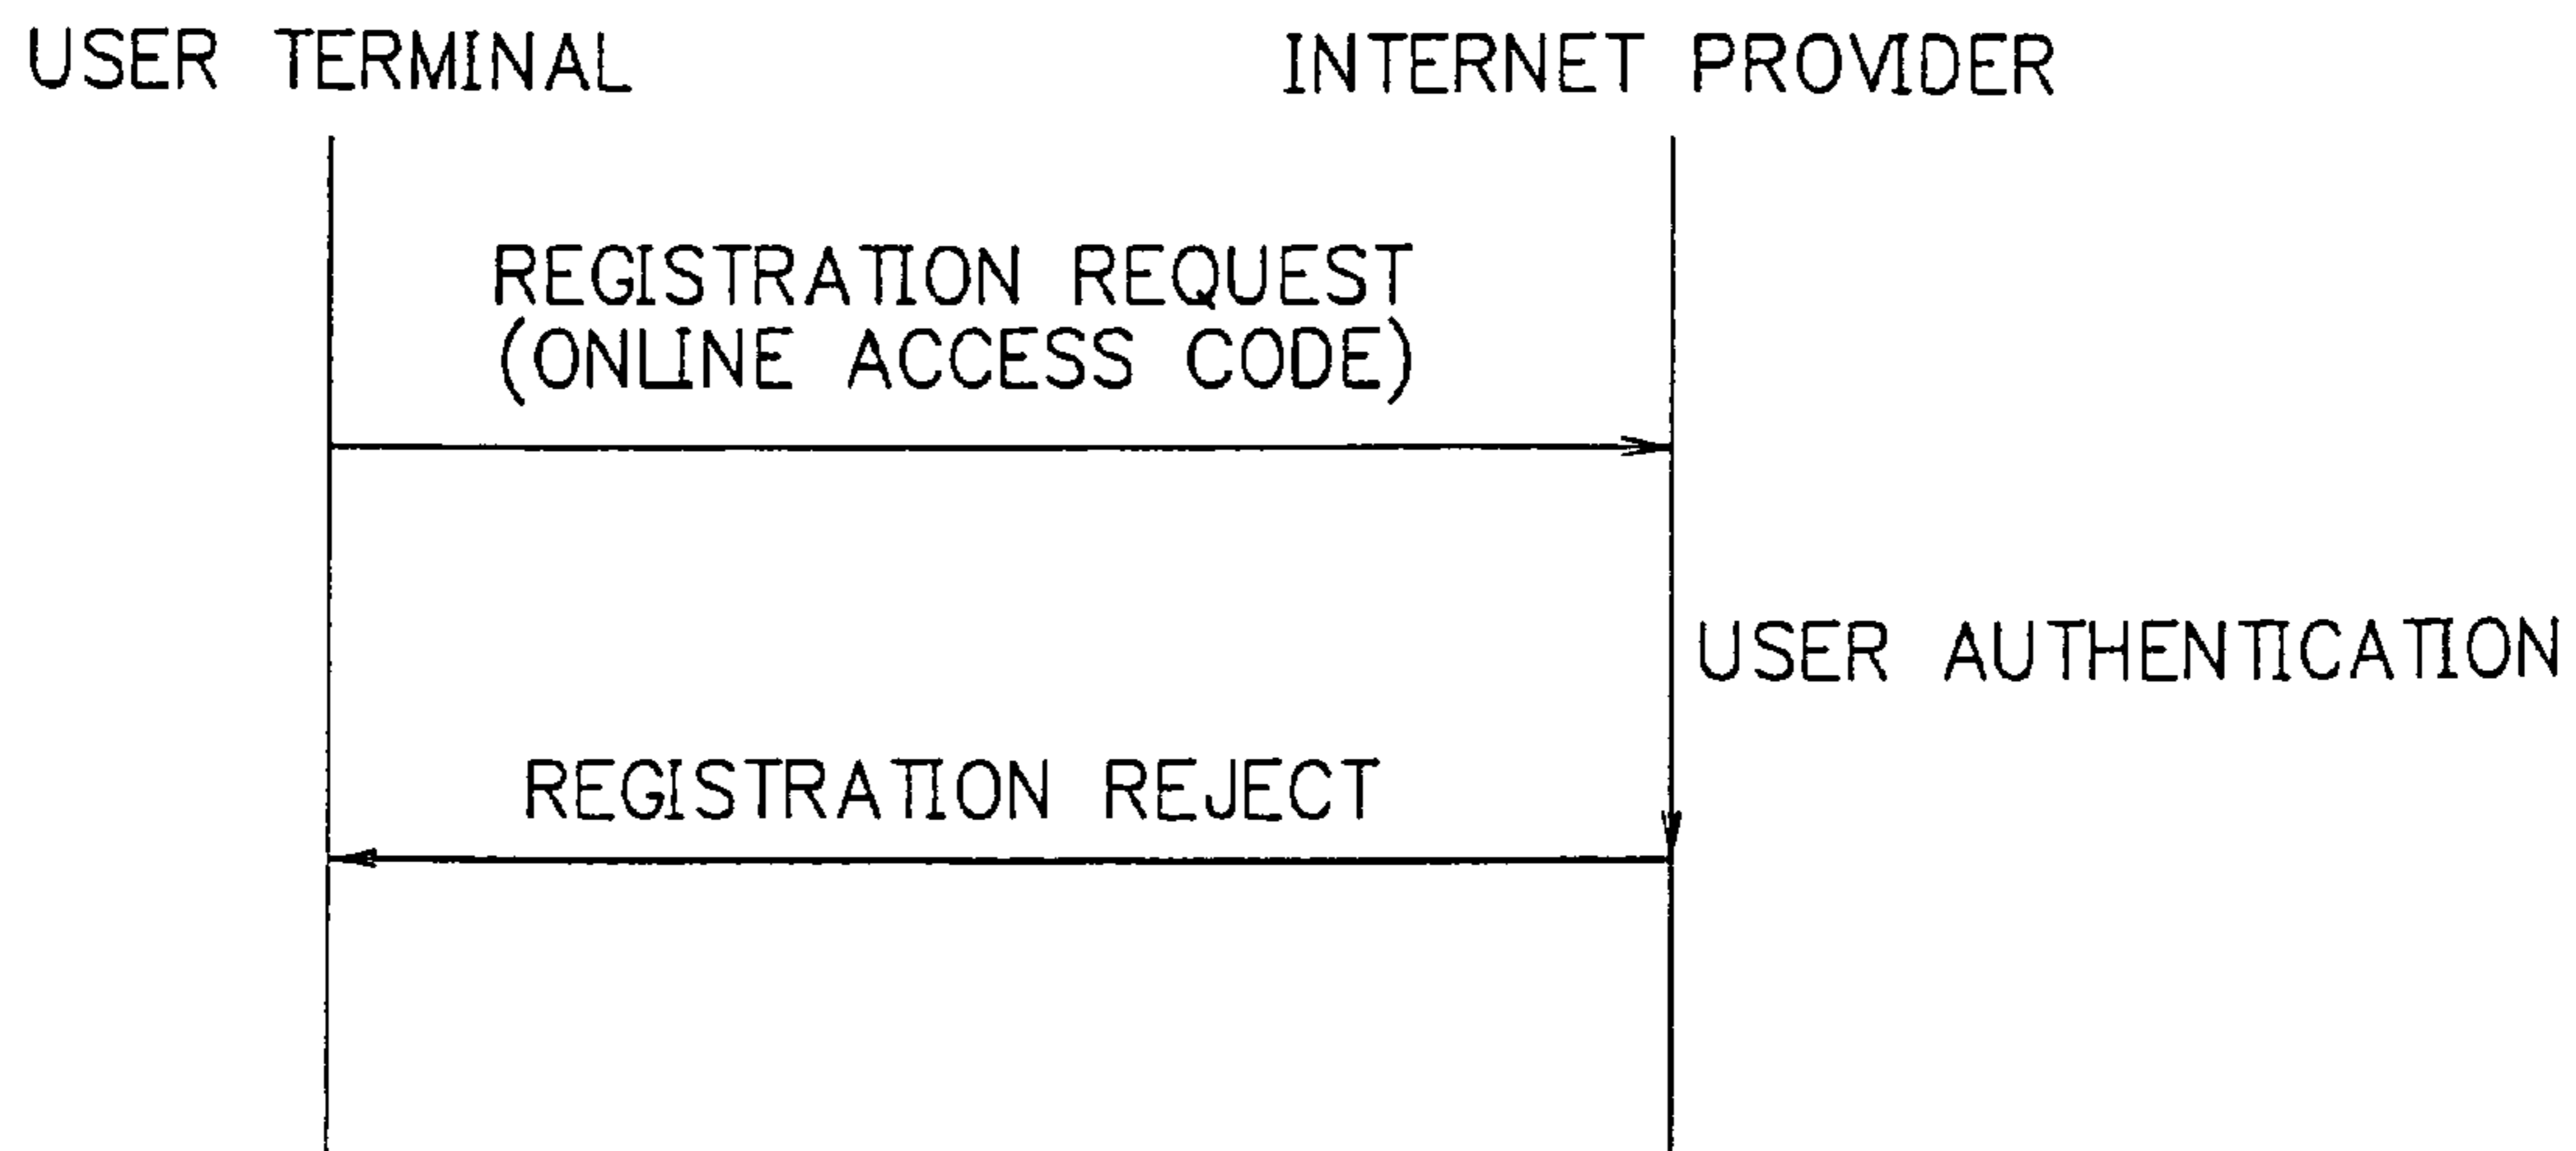 USER TERMINAL
INTERNET PROVIDER
REGISTRATION REQUEST
(ONLINE ACCESS CODE)
USER AUTHENTICATION
REGISTRATION REJECT